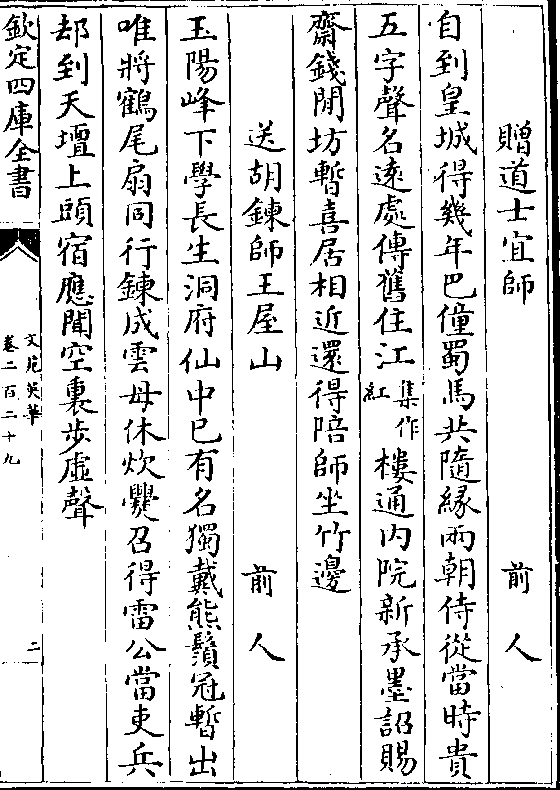 贈道士宜師 前人
自到皇城得幾年巴僮蜀馬共隨緣兩朝侍從當時貴
五字聲名遠處傳舊住江集作紅樓通內院新承墨詔賜
齋錢閒坊暫喜居相近還得陪師坐竹邊
送胡鍊師王屋山 前人
玉陽峰下學長生洞府仙中已有名獨戴熊鬚冠暫出
唯將鶴尾扇同行鍊成雲母休炊爨召得雷公當吏兵
却到天壇上頭宿應聞空裏步虛聲
欽定四庫全書
文苑英華
卷二百二十九
二